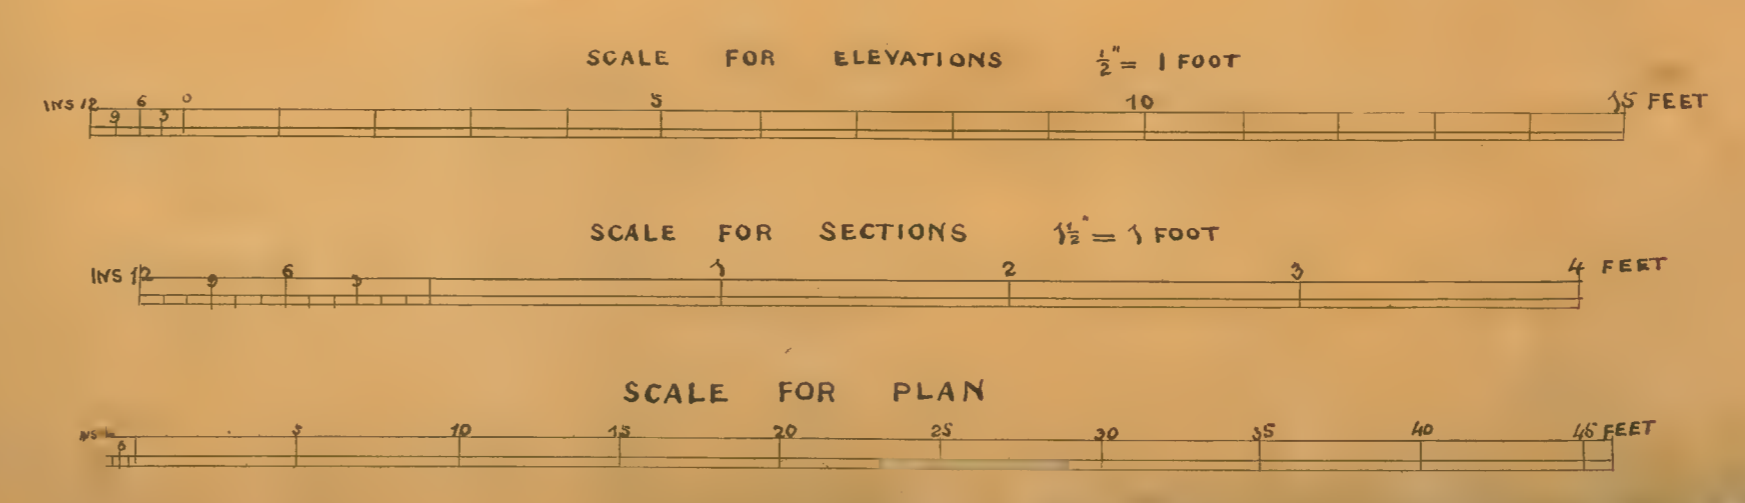 SCALE FOR ELEVATIONS ½" = 1 FOOT
INS 12 9 6 3 0 5 10 15 FEET
SCALE FOR SECTIONS 1½" = 1 FOOT
INS 12 9 6 3 1 2 3 4 FEET
SCALE FOR PLAN
INS 6 5 10 15 20 25 30 35 40 45 FEET